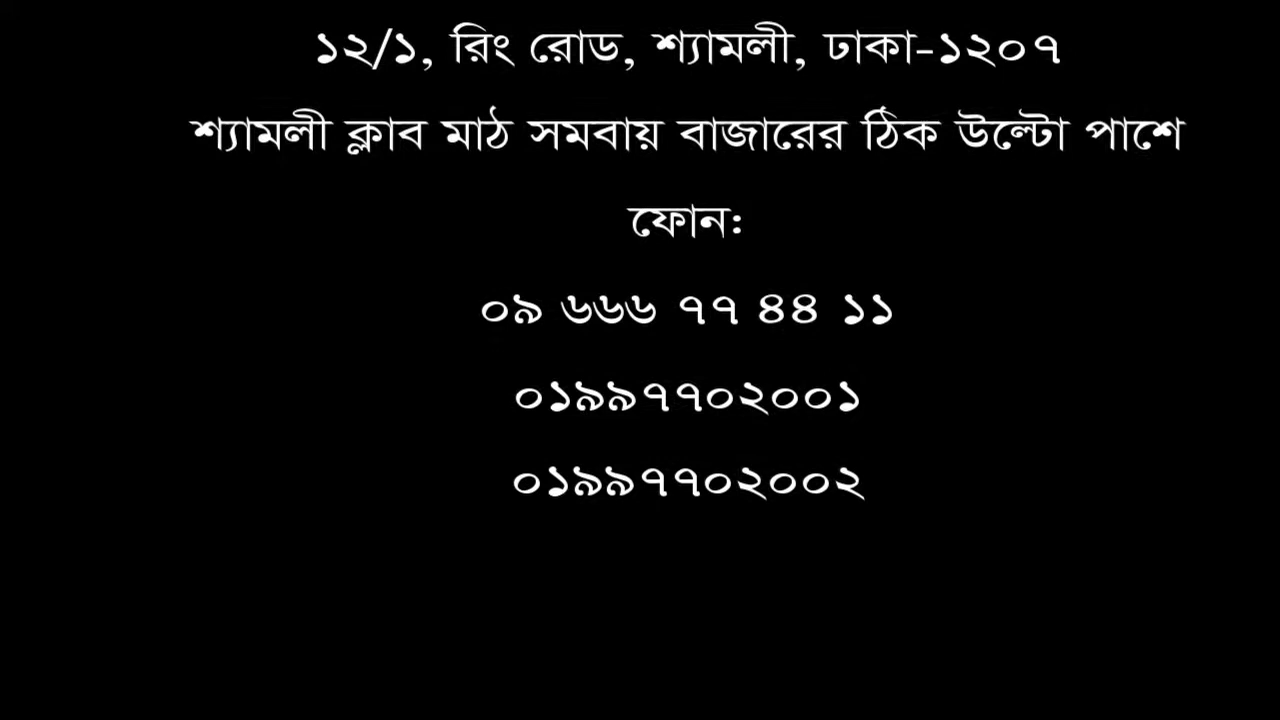 ১২/১, রিং রোড, শ্যামলী, ঢাকা-১২০৭
শ্যামলী ক্লাব মাঠ সমবায় বাজারের ঠিক উল্টো পাশে
ফোন:
০৯ ৬৬৬ ৭৭ ৪৪ ১১
০১৯৯৭৭০২০০১
০১৯৯৭৭০২০০২